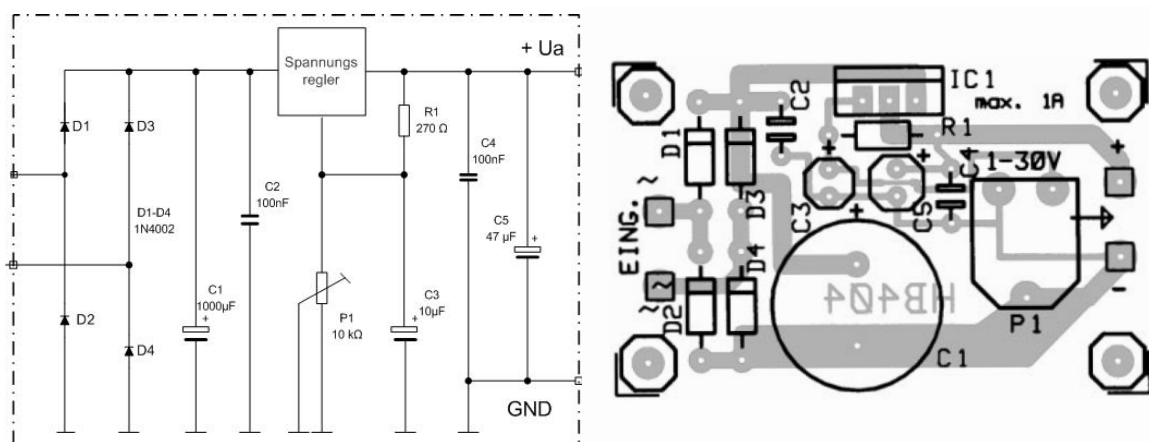 + Ua
Spannungs
regler
D1
D3
R1
270 Ω
C4
100nF
C2
100nF
D1-D4
1N4002
C5
47 µF
+
C1
1000µF
+
P1
10 kΩ
C3
10µF
+
D2
D4
GND
IC1
max. 1A
C2
D1
R1
+
+
C4
1-30V
+
~
D3
C3
C5
+
EING.
D4
HB404
~
~
D2
-
P1
C1